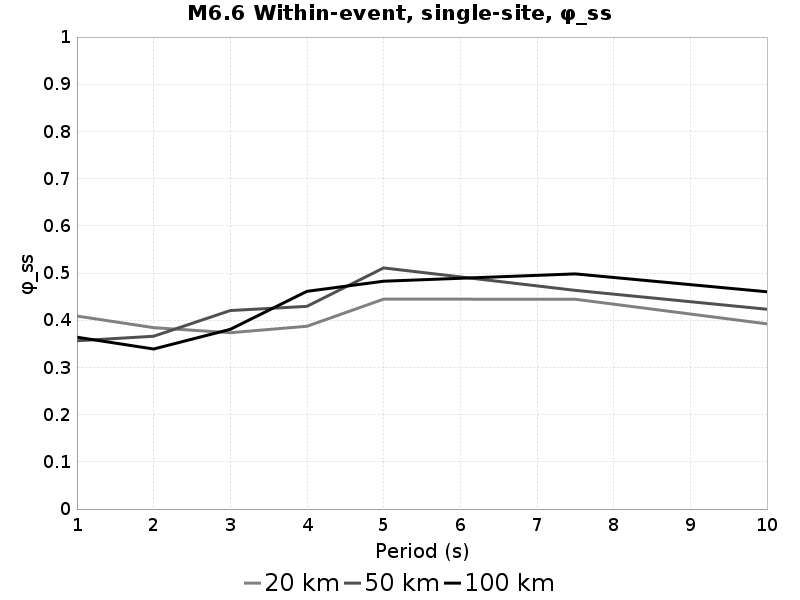 M6.6 Within-event, single-site, φ_ss
1
0.9
0.8
0.7
0.6
0.5
0.4
0.3
0.2
0.1
0
φ_ss
1 2 3 4 5 6 7 8 9 10
Period (s)
20 km 50 km 100 km